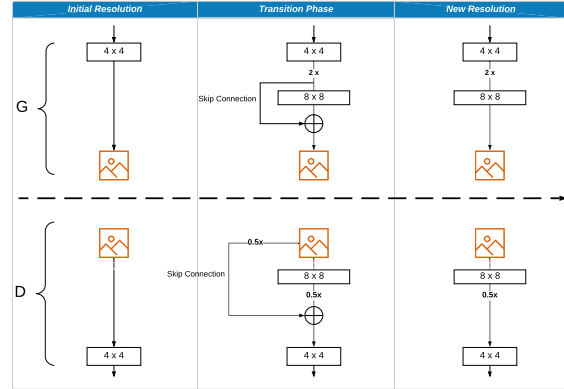 Initial Resolution
Transition Phase
New Resolution
G
4 x 4
4 x 4
2 x
Skip Connection
8 x 8
4 x 4
2 x
8 x 8
D
4 x 4
0.5x
Skip Connection
8 x 8
0.5x
4 x 4
8 x 8
0.5x
4 x 4